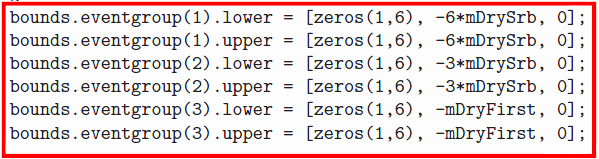 bounds.eventgroup(1).lower = [zeros(1,6), -6*mDrySrb, 0];
bounds.eventgroup(1).upper = [zeros(1,6), -6*mDrySrb, 0];
bounds.eventgroup(2).lower = [zeros(1,6), -3*mDrySrb, 0];
bounds.eventgroup(2).upper = [zeros(1,6), -3*mDrySrb, 0];
bounds.eventgroup(3).lower = [zeros(1,6), -mDryFirst, 0];
bounds.eventgroup(3).upper = [zeros(1,6), -mDryFirst, 0];